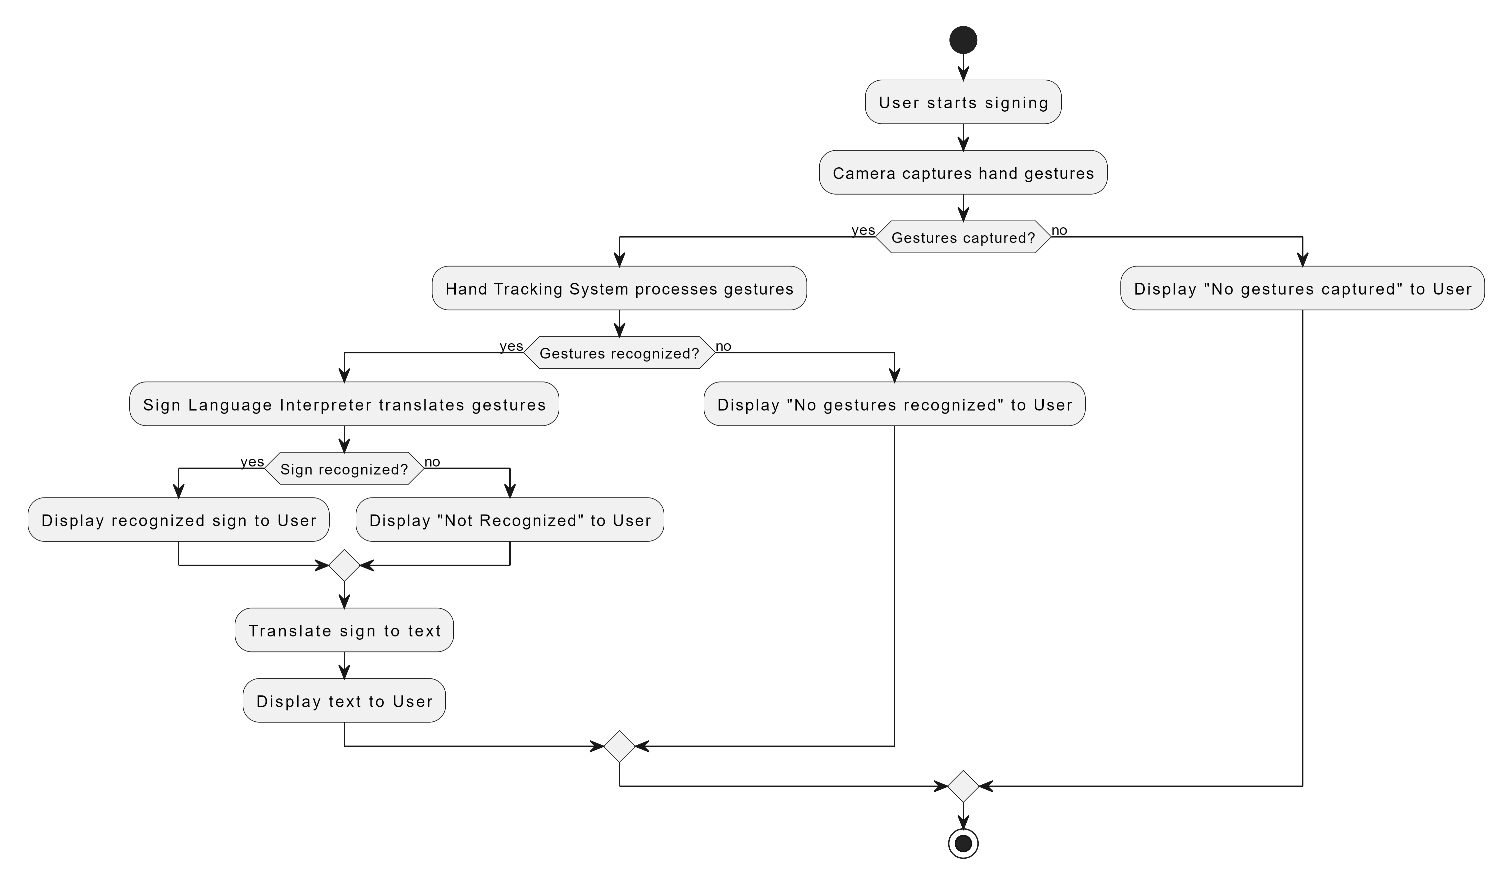 User starts signing
Camera captures hand gestures
yes
Gestures captured?
no
Hand Tracking System processes gestures
Display "No gestures captured" to User
yes
Gestures recognized?
no
Sign Language Interpreter translates gestures
Display "No gestures recognized" to User
yes
Sign recognized?
no
Display recognized sign to User
Display "Not Recognized" to User
Translate sign to text
Display text to User